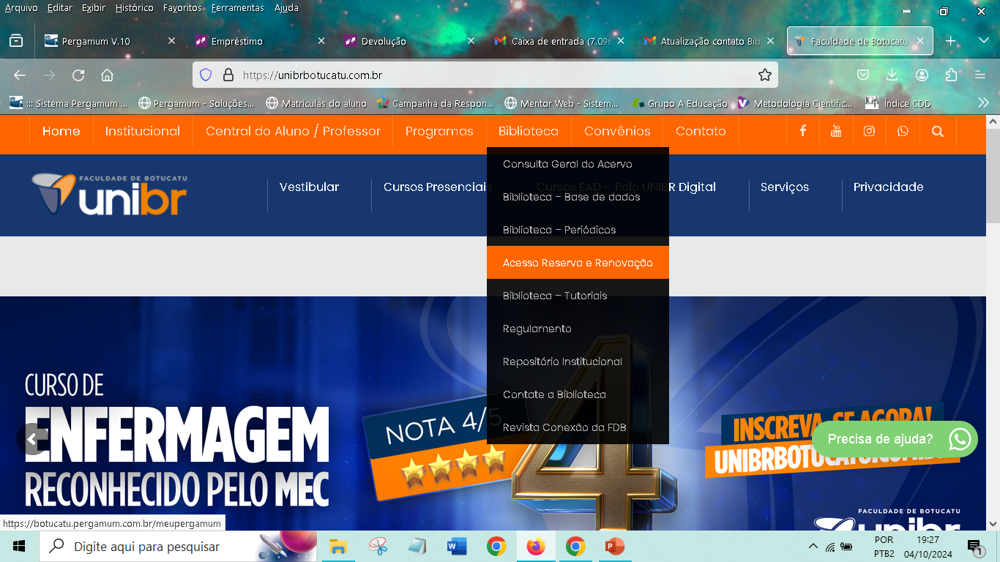 Arquivo Editar Exibir Histórico Favoritos Ferramentas Ajuda
Pergamum V.10
Empréstimo
Devolução
Caixa de entrada (7.096
Atualização contato Bibl
Faculdade de Botucatu
https://unibrbotucatu.com.br
::: Sistema Pergamum ...
Pergamum - Soluções...
Matrículas do aluno
Campanha da Respon...
Mentor Web - Sistem...
Grupo A Educação
Metodologia Científic...
Índice CDD
Home
Institucional
Central do Aluno / Professor
Programas
Biblioteca
Convênios
Contato
FACULDADE DE BOTUCATU
unibr
Vestibular
Cursos Presenciais
Cursos EAD – Polo UNIBR Digital
Serviços
Privacidade
Consulta Geral do Acervo
Biblioteca – Base de dados
Biblioteca – Periódicos
Acesso Reserva e Renovação
Biblioteca – Tutoriais
Regulamento
Repositório Institucional
Contate a Biblioteca
Revista Conexão da FDB
CURSO DE
ENFERMAGEM
RECONHECIDO PELO MEC
NOTA 4/5
4
INSCREVA-SE AGORA!
UNIBRBOTUCATU.COM.BR
Precisa de ajuda?
FACULDADE DE BOTUCATU
unibr
https://botucatu.pergamum.com.br/meupergamum
Digite aqui para pesquisar
POR
PTB2
19:27
04/10/2024
1